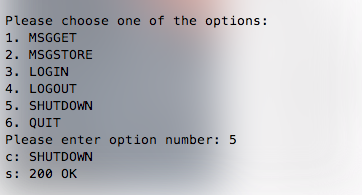 Please choose one of the options:
1. MSGGET
2. MSGSTORE
3. LOGIN
4. LOGOUT
5. SHUTDOWN
6. QUIT
Please enter option number: 5
c: SHUTDOWN
s: 200 OK